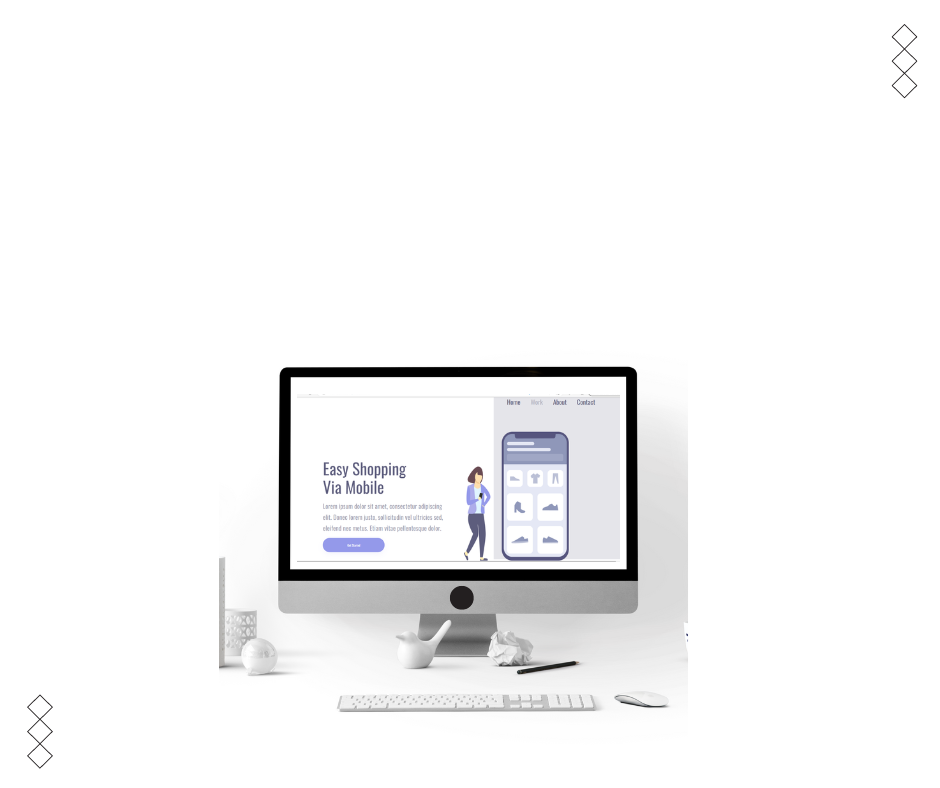 Home Work About Contact
Easy Shopping
Via Mobile
Lorem ipsum dolor sit amet, consectetur adipiscing
elit. Donec lorem justo, sollicitudin vel ultricies sed,
eleifend nec metus. Etiam vitae pellentesque dolor.